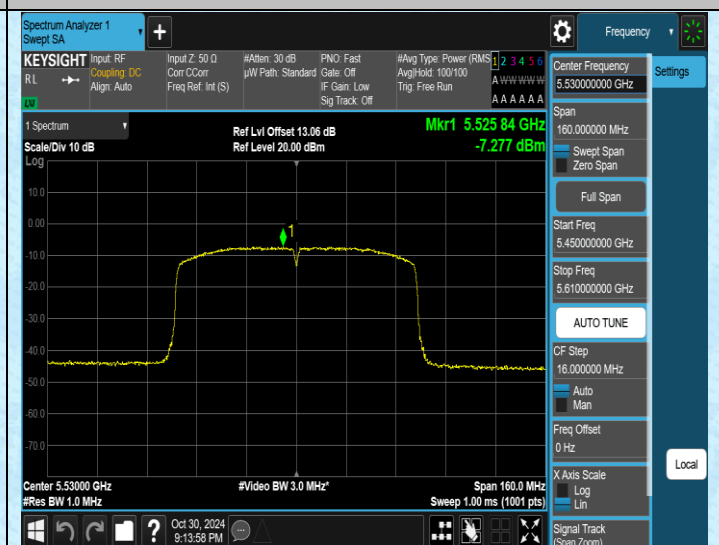 Spectrum Analyzer 1
Swept SA
+
Frequency
KEYSIGHT
RL
Input: RF
Coupling: DC
Align: Auto
Input Z: 50 Ω
Corr CCorr
Freq Ref: Int (S)
#Atten: 30 dB
µW Path: Standard
PNO: Fast
Gate: Off
IF Gain: Low
Sig Track: Off
#Avg Type: Power (RMS
Avg|Hold: 100/100
Trig: Free Run
1 2 3 4 5 6
A W W W W W
A A A A A A
1 Spectrum
Scale/Div 10 dB
Log
Ref Lvl Offset 13.06 dB
Ref Level 20.00 dBm
Mkr1 5.525 84 GHz
-7.277 dBm
10.0
0.00
-10.0
-20.0
-30.0
-40.0
-50.0
-60.0
-70.0
1
Center 5.53000 GHz
#Res BW 1.0 MHz
#Video BW 3.0 MHz*
Span 160.0 MHz
Sweep 1.00 ms (1001 pts)
Oct 30, 2024
9:13:58 PM
Center Frequency
5.530000000 GHz
Settings
Span
160.000000 MHz
Swept Span
Zero Span
Full Span
Start Freq
5.450000000 GHz
Stop Freq
5.610000000 GHz
AUTO TUNE
CF Step
16.000000 MHz
Auto
Man
Freq Offset
0 Hz
X Axis Scale
Log
Lin
Local
Signal Track
(Span Zoom)